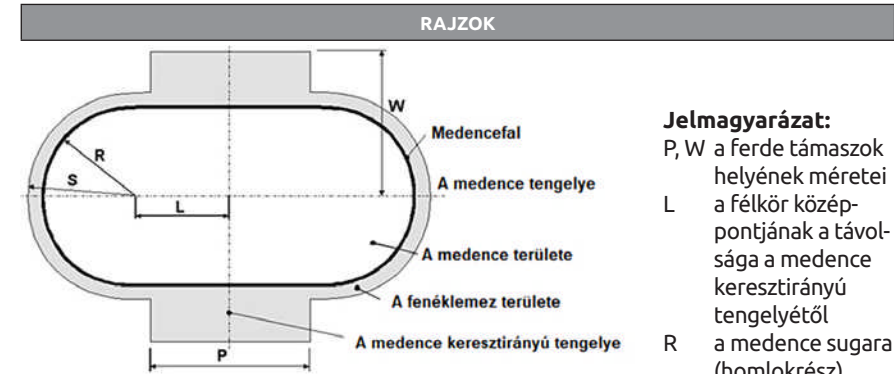 RAJZOK
W
Medencefal
R
S
A medence tengelye
L
A medence területe
A fenéklemez területe
A medence keresztirányú tengelye
P
Jelmagyarázat:
P, W a ferde támaszok
helyének méretei
L a félkör közép-
pontjának a távol-
sága a medence
keresztirányú
tengelyétől
R a medence sugara
(homlokrész)